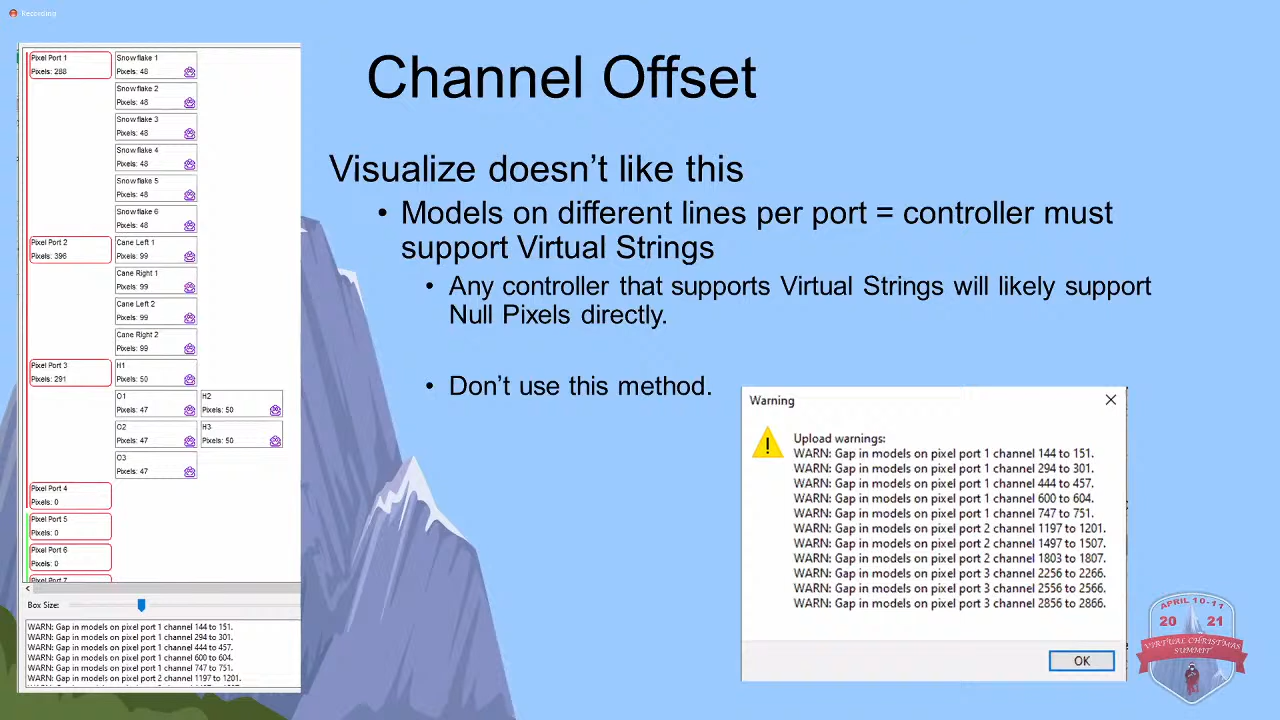 Recording
Channel Offset
Visualize doesn't like this
• Models on different lines per port = controller must
support Virtual Strings
• Any controller that supports Virtual Strings will likely support
Null Pixels directly.
• Don't use this method.
Pixel Port 1
Pixels: 288
Snowflake 1
Pixels: 48
Snowflake 2
Pixels: 48
Snowflake 3
Pixels: 48
Snowflake 4
Pixels: 48
Snowflake 5
Pixels: 48
Snowflake 6
Pixels: 48
Pixel Port 2
Pixels: 396
Cane Left 1
Pixels: 99
Cane Right 1
Pixels: 99
Cane Left 2
Pixels: 99
Cane Right 2
Pixels: 99
Pixel Port 3
Pixels: 291
H1
Pixels: 50
O1
Pixels: 47
H2
Pixels: 50
O2
Pixels: 47
H3
Pixels: 50
O3
Pixels: 47
Pixel Port 4
Pixels: 0
Pixel Port 5
Pixels: 0
Pixel Port 6
Pixels: 0
Pixel Port 7
Box Size:
WARN: Gap in models on pixel port 1 channel 144 to 151.
WARN: Gap in models on pixel port 1 channel 294 to 301.
WARN: Gap in models on pixel port 1 channel 444 to 457.
WARN: Gap in models on pixel port 1 channel 600 to 604.
WARN: Gap in models on pixel port 1 channel 747 to 751.
WARN: Gap in models on pixel port 2 channel 1197 to 1201.
Warning
Upload warnings:
WARN: Gap in models on pixel port 1 channel 144 to 151.
WARN: Gap in models on pixel port 1 channel 294 to 301.
WARN: Gap in models on pixel port 1 channel 444 to 457.
WARN: Gap in models on pixel port 1 channel 600 to 604.
WARN: Gap in models on pixel port 1 channel 747 to 751.
WARN: Gap in models on pixel port 2 channel 1197 to 1201.
WARN: Gap in models on pixel port 2 channel 1497 to 1507.
WARN: Gap in models on pixel port 2 channel 1803 to 1807.
WARN: Gap in models on pixel port 3 channel 2256 to 2266.
WARN: Gap in models on pixel port 3 channel 2556 to 2566.
WARN: Gap in models on pixel port 3 channel 2856 to 2866.
OK
APRIL 10-11
20 21
VIRTUAL CHRISTMAS
SUMMIT